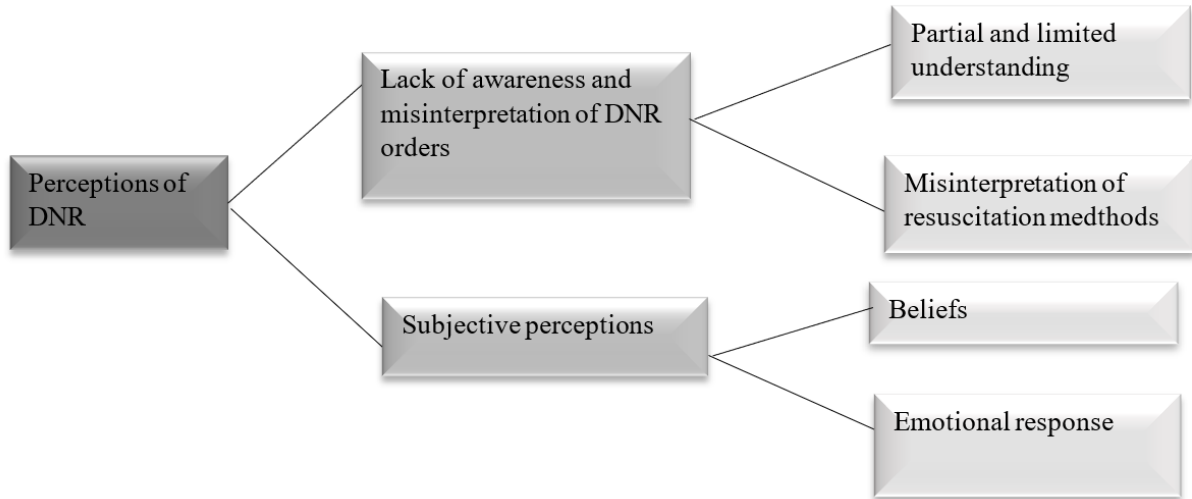 Perceptions of
DNR
Lack of awareness and
misinterpretation of DNR
orders
Subjective perceptions
Partial and limited
understanding
Misinterpretation of
resuscitation medthods
Beliefs
Emotional response